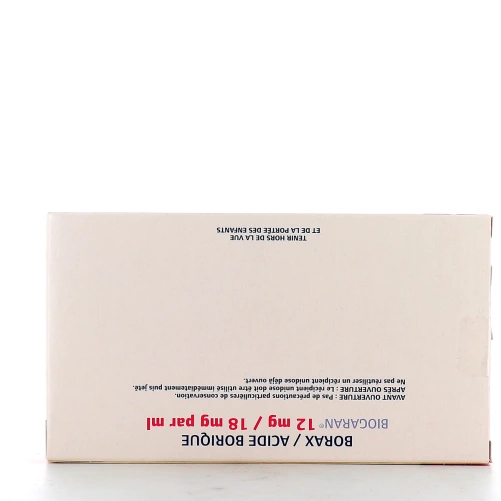 BORAX / ACIDE BORIQUE
BIOGARAN® 12 mg / 18 mg par ml
AVANT OUVERTURE : Pas de précautions particulières de conservation.
APRÈS OUVERTURE : Le récipient unidose doit être utilisé immédiatement puis jeté.
Ne pas réutiliser un récipient unidose déjà ouvert.
TENIR HORS DE LA VUE
ET DE LA PORTÉE DES ENFANTS